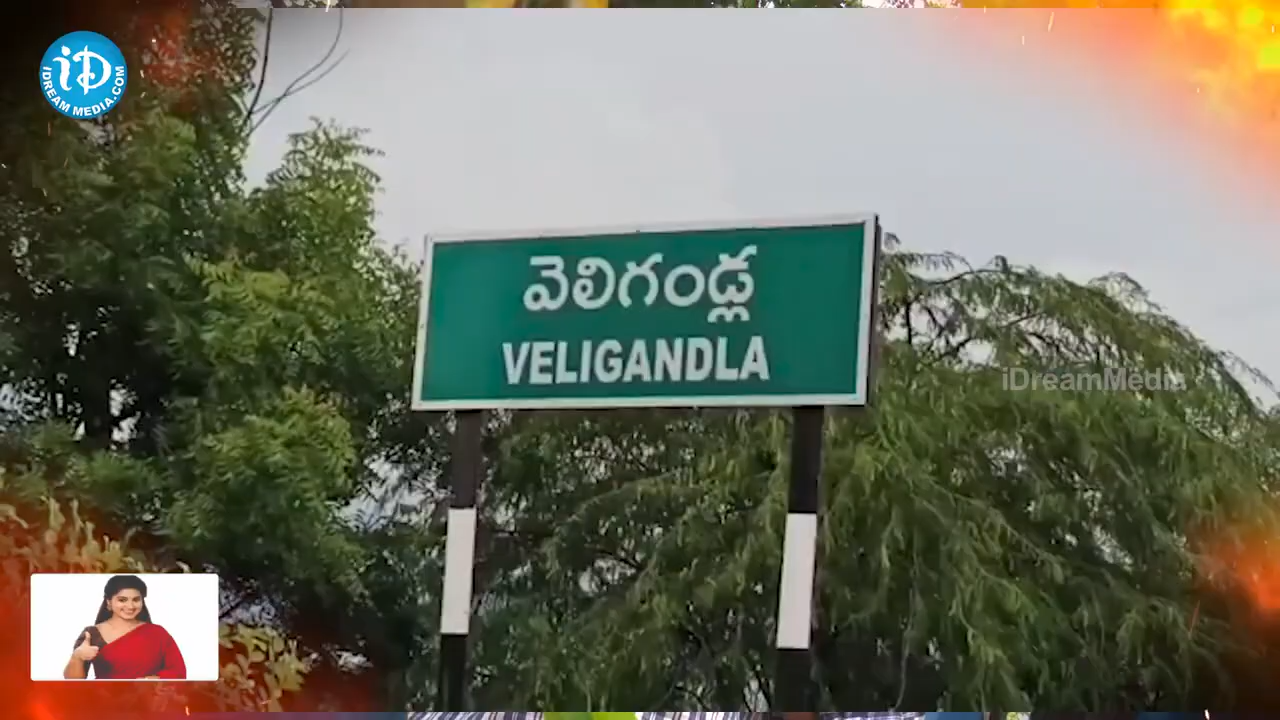 iD
IDREAM MEDIA.COM
వెలిగండ్ల
VELIGANDLA
iDreamMedia